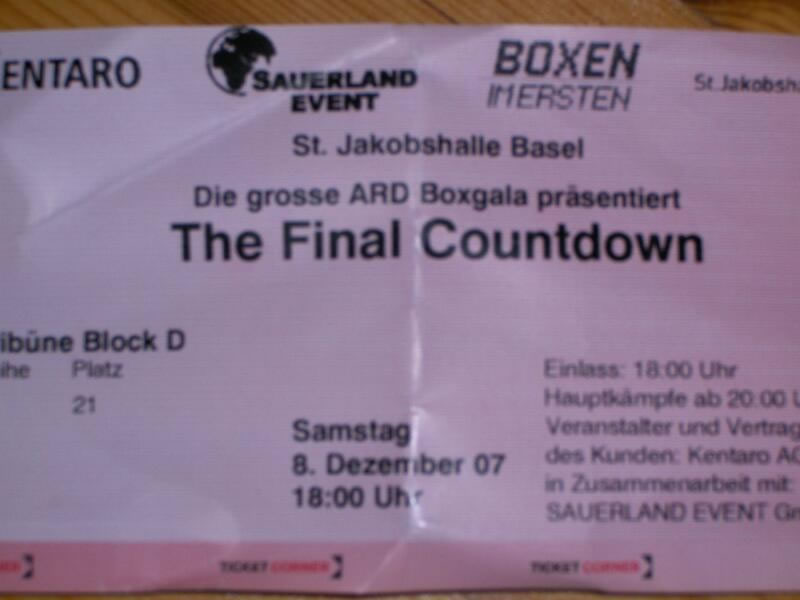 ENTARO
SAUERLAND
EVENT
BOXEN
IM ERSTEN
St. Jakobsha
St. Jakobshalle Basel
Die grosse ARD Boxgala präsentiert
The Final Countdown
ibüne Block D
ihe Platz
21
Samstag
8. Dezember 07
18:00 Uhr
Einlass: 18:00 Uhr
Hauptkämpfe ab 20:00 U
Veranstalter und Vertrag
des Kunden: Kentaro AG
in Zusammenarbeit mit:
SAUERLAND EVENT Gm
TICKET CORNER
TICKET CORNER